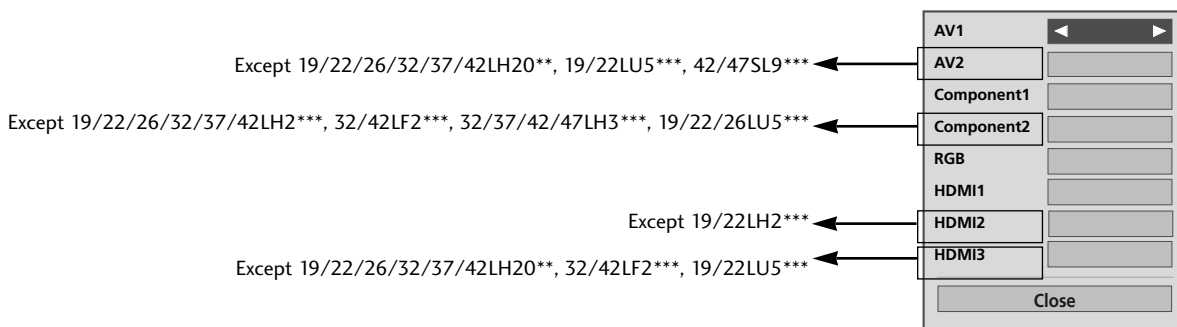 AV1
Except 19/22/26/32/37/42LH20**, 19/22LU5***, 42/47SL9***
AV2
Component1
Except 19/22/26/32/37/42LH2***, 32/42LF2***, 32/37/42/47LH3***, 19/22/26LU5***
Component2
RGB
HDMI1
Except 19/22LH2***
HDMI2
Except 19/22/26/32/37/42LH20**, 32/42LF2***, 19/22LU5***
HDMI3
Close